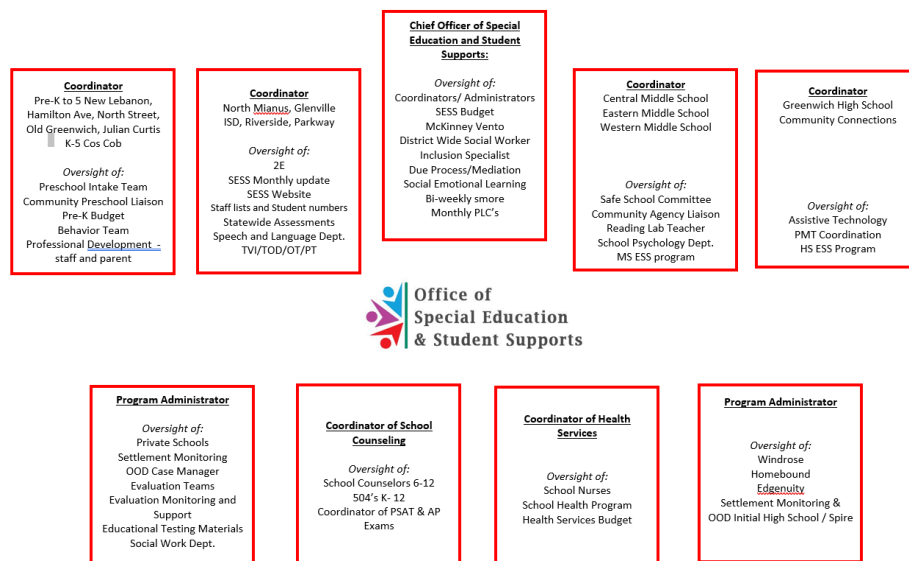 Chief Officer of Special
Education and Student
Supports:
Oversight of:
Coordinators/ Administrators
SESS Budget
McKinney Vento
District Wide Social Worker
Inclusion Specialist
Due Process/Mediation
Social Emotional Learning
Bi-weekly smore
Monthly PLC's
Coordinator
Pre-K to 5 New Lebanon,
Hamilton Ave, North Street,
Old Greenwich, Julian Curtis
K-5 Cos Cob
Oversight of:
Preschool Intake Team
Community Preschool Liaison
Pre-K Budget
Behavior Team
Professional Development -
staff and parent
Coordinator
North Mianus, Glenville
ISD, Riverside, Parkway
Oversight of:
2E
SESS Monthly update
SESS Website
Staff lists and Student numbers
Statewide Assessments
Speech and Language Dept.
TVI/TOD/OT/PT
Coordinator
Central Middle School
Eastern Middle School
Western Middle School
Oversight of:
Safe School Committee
Community Agency Liaison
Reading Lab Teacher
School Psychology Dept.
MS ESS program
Coordinator
Greenwich High School
Community Connections
Oversight of:
Assistive Technology
PMT Coordination
HS ESS Program
Office of
Special Education
& Student Supports
Program Administrator
Oversight of:
Private Schools
Settlement Monitoring
OOD Case Manager
Evaluation Teams
Evaluation Monitoring and
Support
Educational Testing Materials
Social Work Dept.
Coordinator of School
Counseling
Oversight of:
School Counselors 6-12
504's K- 12
Coordinator of PSAT & AP
Exams
Coordinator of Health
Services
Oversight of:
School Nurses
School Health Program
Health Services Budget
Program Administrator
Oversight of:
Windrose
Homebound
Edgenuity
Settlement Monitoring &
OOD Initial High School / Spire